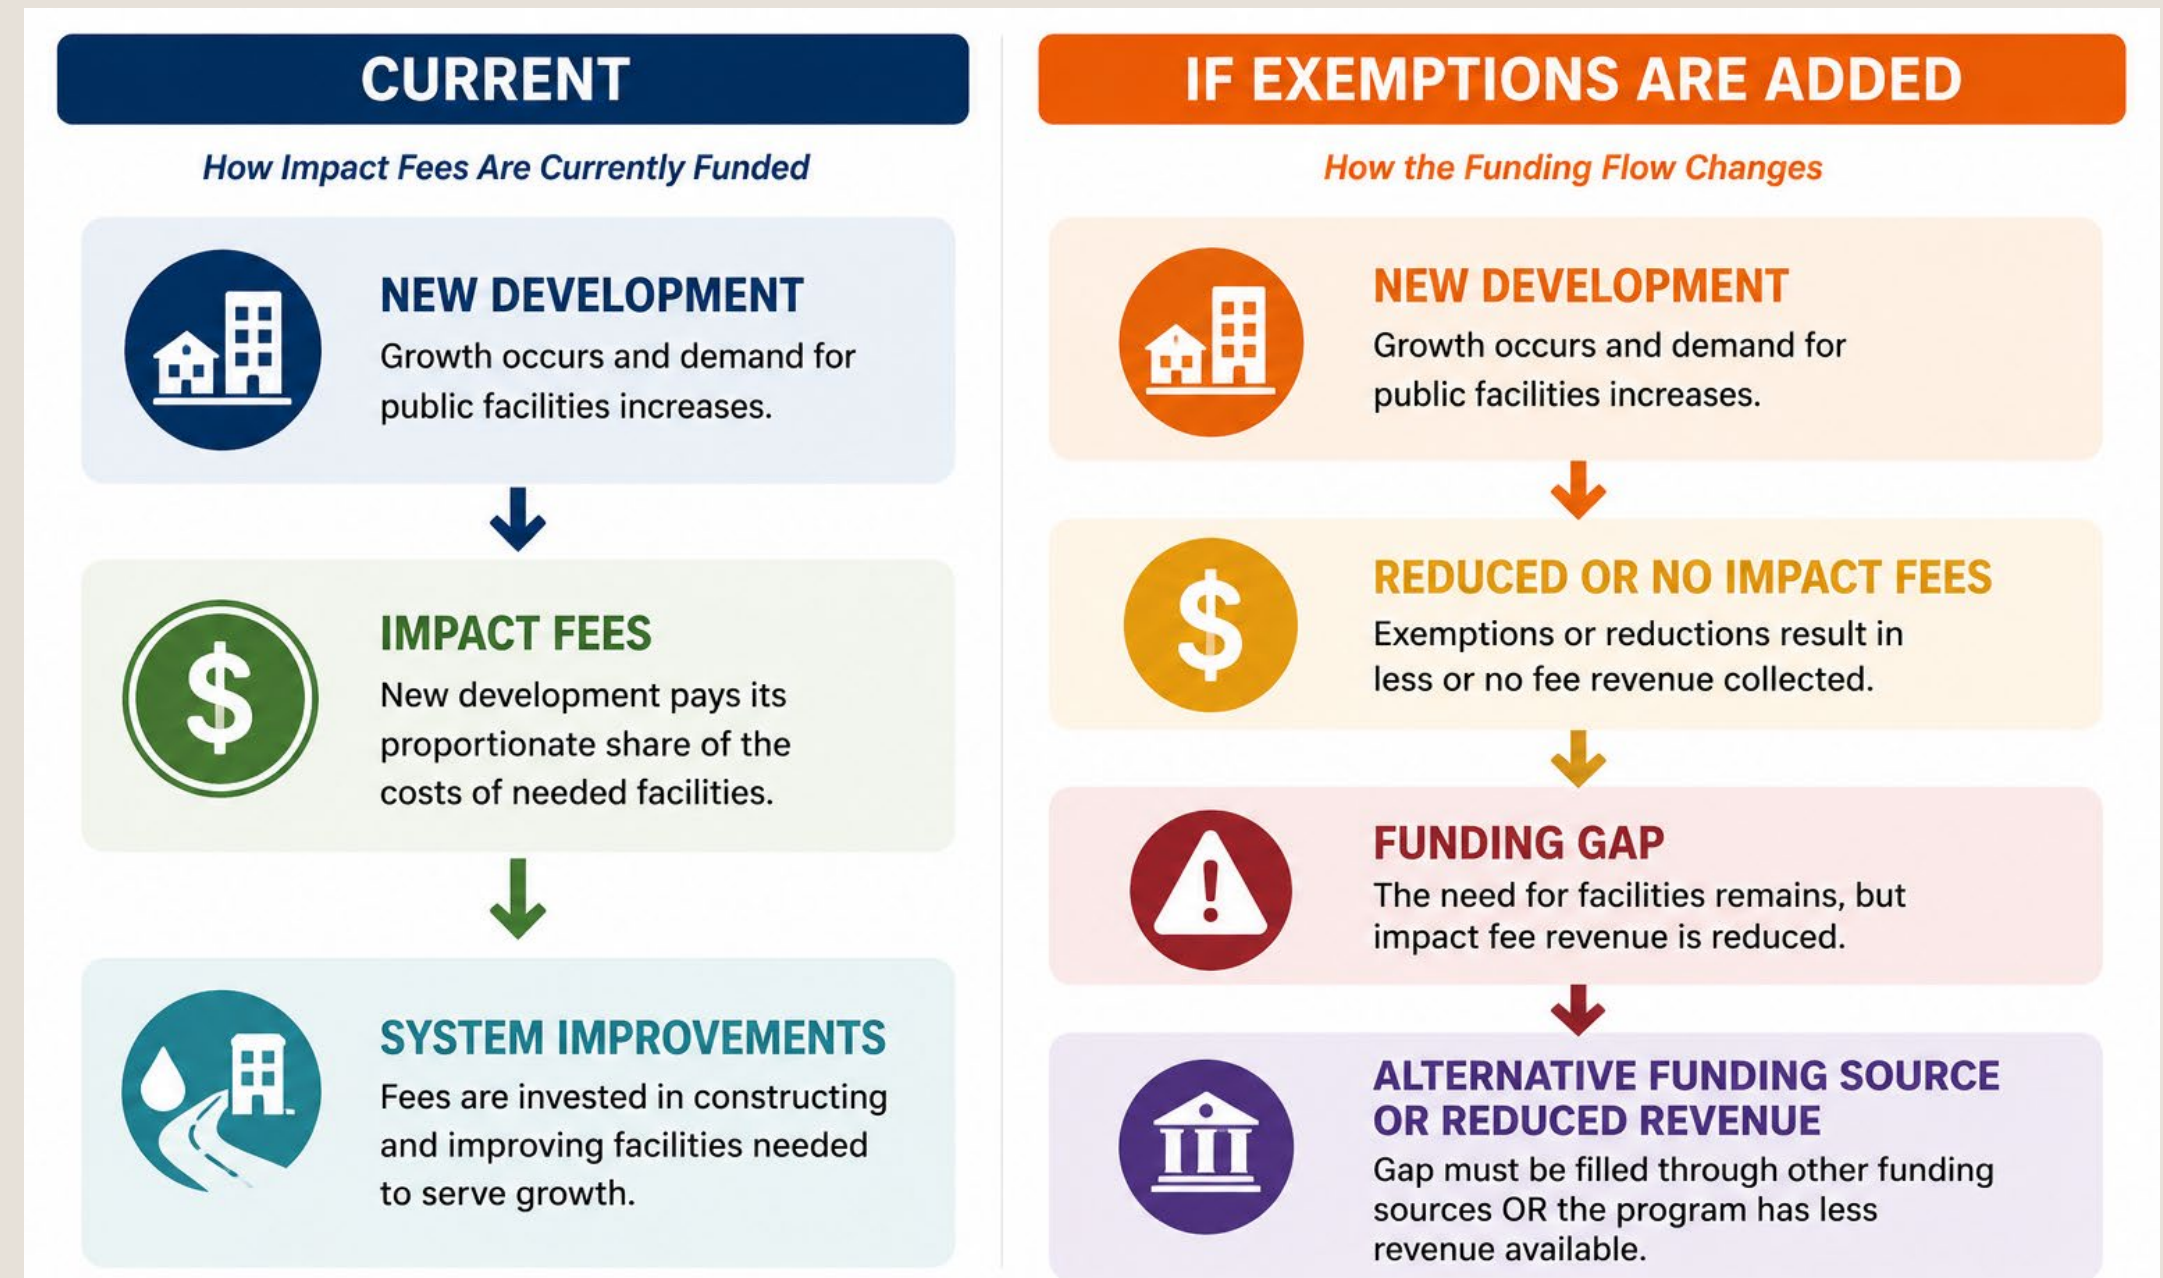 CURRENT
How Impact Fees Are Currently Funded
NEW DEVELOPMENT
Growth occurs and demand for
public facilities increases.
IMPACT FEES
New development pays its
proportionate share of the
costs of needed facilities.
SYSTEM IMPROVEMENTS
Fees are invested in constructing
and improving facilities needed
to serve growth.
IF EXEMPTIONS ARE ADDED
How the Funding Flow Changes
NEW DEVELOPMENT
Growth occurs and demand for
public facilities increases.
REDUCED OR NO IMPACT FEES
Exemptions or reductions result in
less or no fee revenue collected.
FUNDING GAP
The need for facilities remains, but
impact fee revenue is reduced.
ALTERNATIVE FUNDING SOURCE
OR REDUCED REVENUE
Gap must be filled through other funding
sources OR the program has less
revenue available.